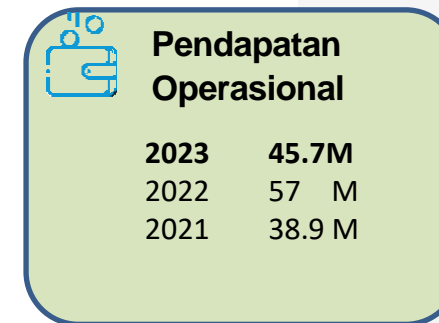 Pendapatan
Operasional
2023 45.7M
2022 57 M
2021 38.9 M